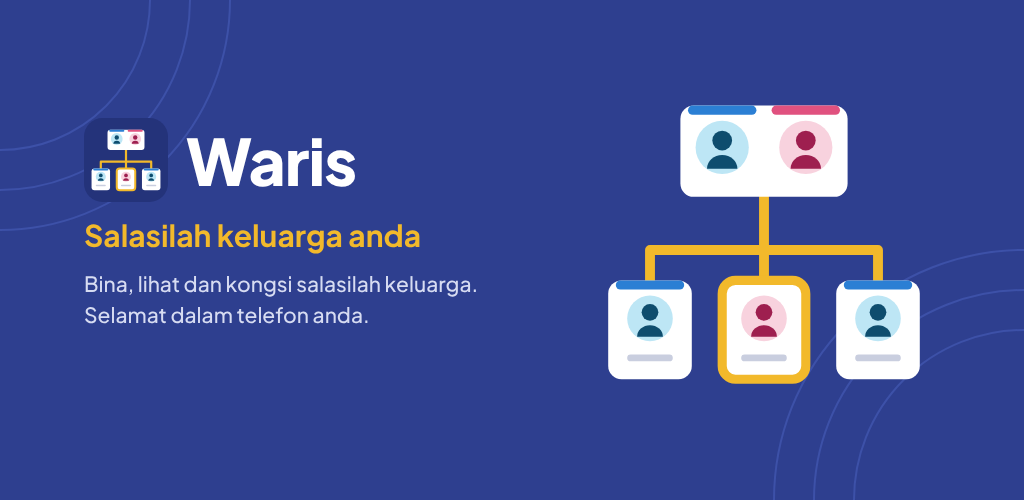 Waris
Salasilah keluarga anda
Bina, lihat dan kongsi salasilah keluarga.
Selamat dalam telefon anda.